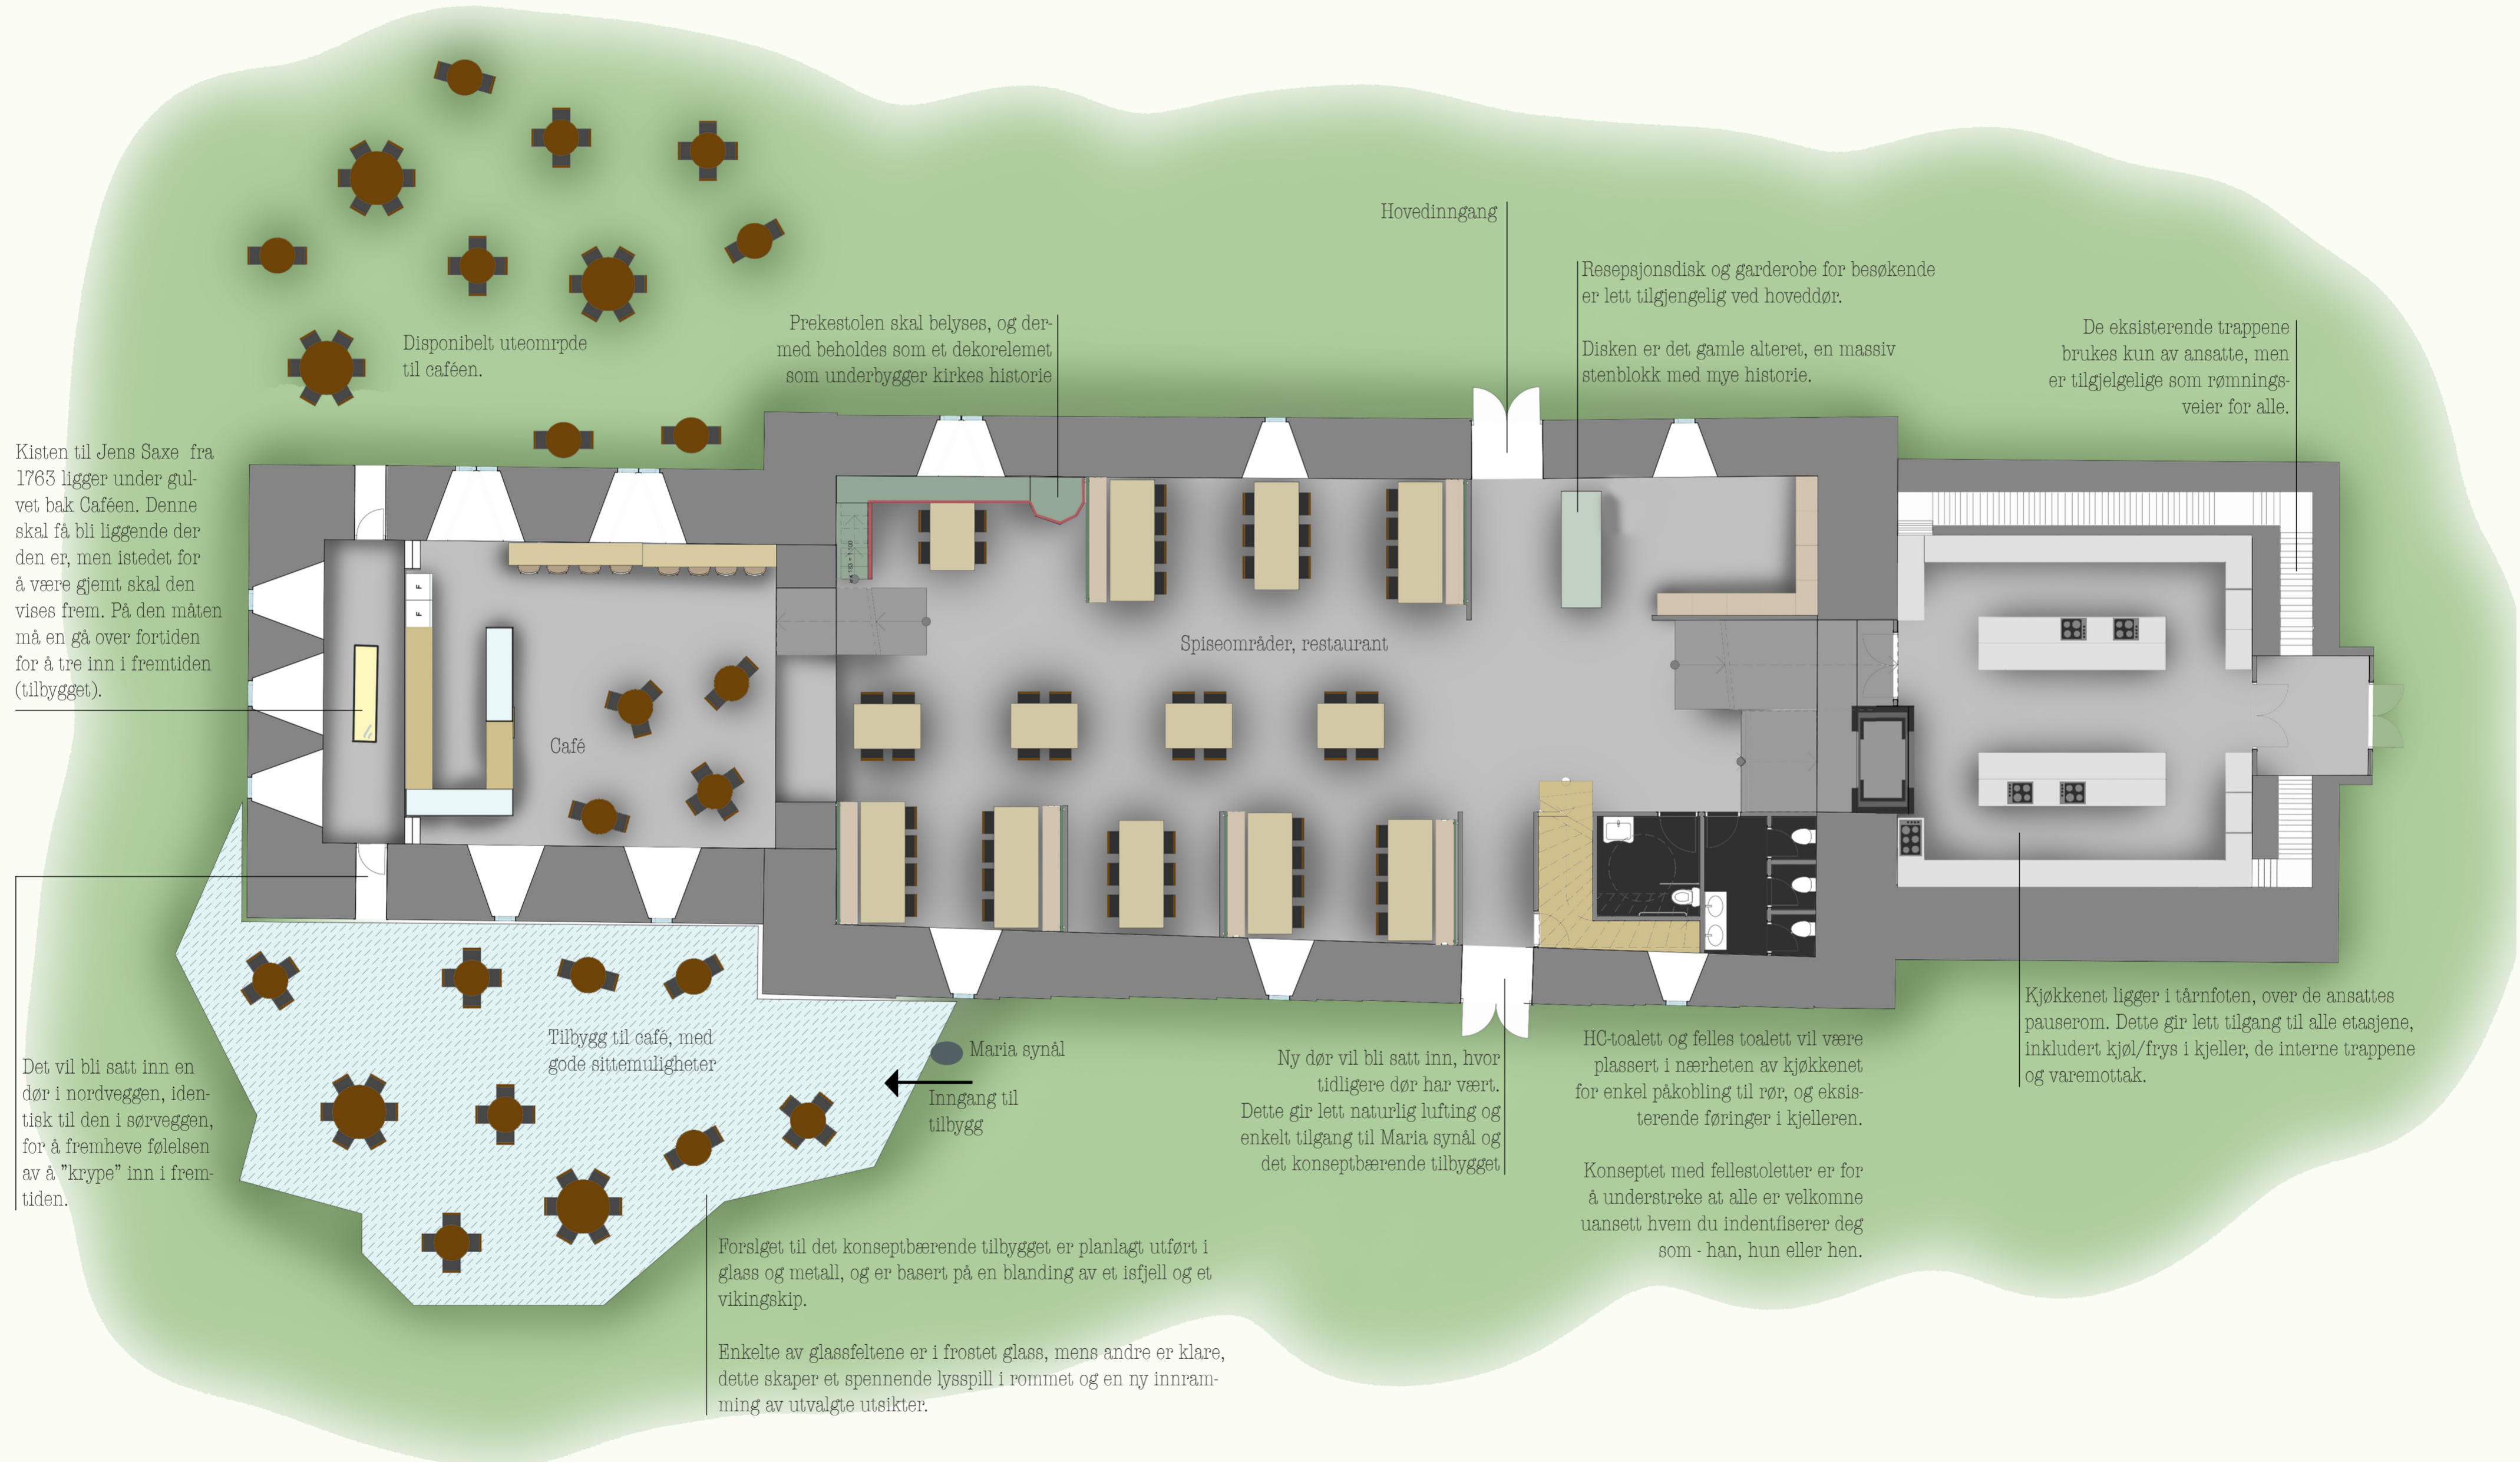 Hovedinngang
Resepsjonsdisk og garderobe for besøkende
er lett tilgjengelig ved hoveddør.
Disken er det gamle alteret, en massiv
stenblokk med mye historie.
De eksisterende trappene
brukes kun av ansatte, men
er tilgjelgelige som rømnings-
veier for alle.
Prekestolen skal belyses, og der-
med beholdes som et dekorelemet
som underbygger kirkes historie
Disponibelt uteomrpde
til caféen.
Kisten til Jens Saxe fra
1763 ligger under gul-
vet bak Caféen. Denne
skal få bli liggende der
den er, men istedet for
å være gjemt skal den
vises frem. På den måten
må en gå over fortiden
for å tre inn i fremtiden
(tilbygget).
F
F
Café
Spiseområder, restaurant
Det vil bli satt inn en
dør i nordveggen, iden-
tisk til den i sørveggen,
for å fremheve følelsen
av å "krype" inn i frem-
tiden.
Tilbygg til café, med
gode sittemuligheter
Maria synål
Inngang til
tilbygg
Ny dør vil bli satt inn, hvor
tidligere dør har vært.
Dette gir lett naturlig lufting og
enkelt tilgang til Maria synål og
det konseptbærende tilbygget
HC-toalett og felles toalett vil være
plassert i nærheten av kjøkkenet
for enkel påkobling til rør, og eksis-
terende føringer i kjelleren.
Konseptet med fellestoletter er for
å understreke at alle er velkomne
uansett hvem du indentfiserer deg
som - han, hun eller hen.
Kjøkkenet ligger i tårnfoten, over de ansattes
pauserom. Dette gir lett tilgang til alle etasjene,
inkludert kjøl/frys i kjeller, de interne trappene
og varemottak.
Forslget til det konseptbærende tilbygget er planlagt utført i
glass og metall, og er basert på en blanding av et isfjell og et
vikingskip.
Enkelte av glassfeltene er i frostet glass, mens andre er klare,
dette skaper et spennende lysspill i rommet og en ny innram-
ming av utvalgte utsikter.